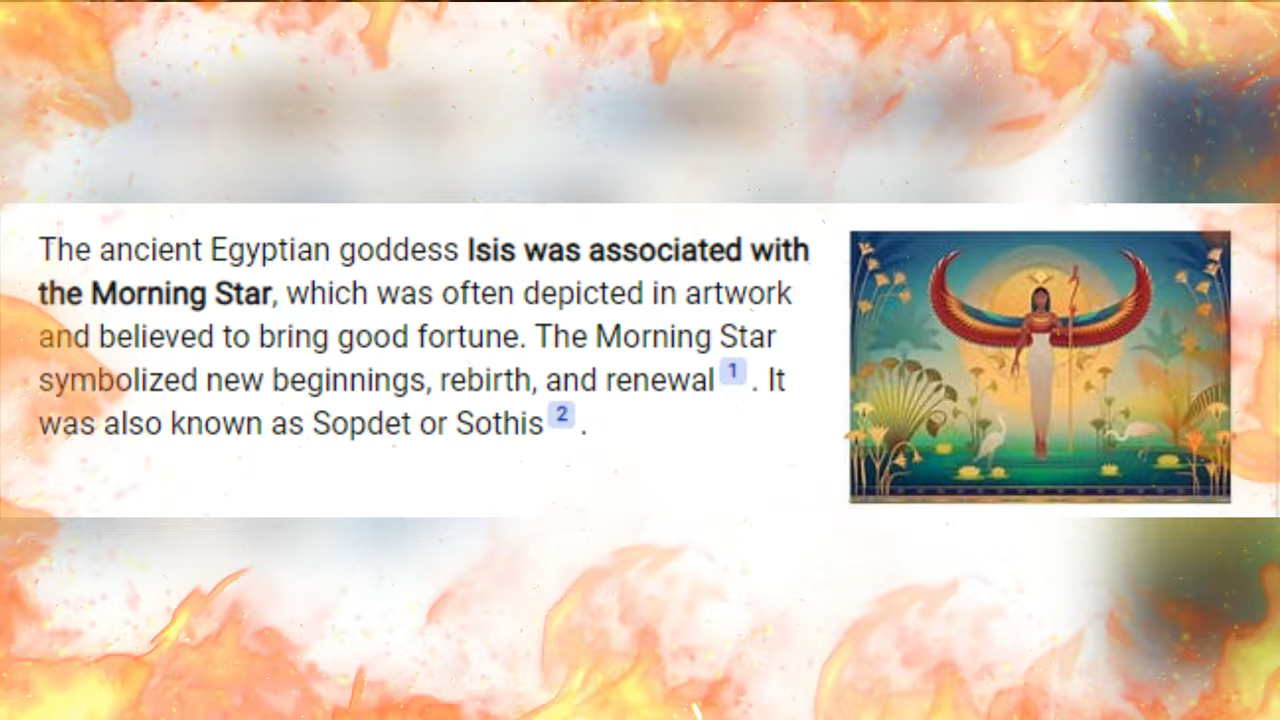 The ancient Egyptian goddess Isis was associated with
the Morning Star, which was often depicted in artwork
and believed to bring good fortune. The Morning Star
symbolized new beginnings, rebirth, and renewal 1 . It
was also known as Sopdet or Sothis 2 .